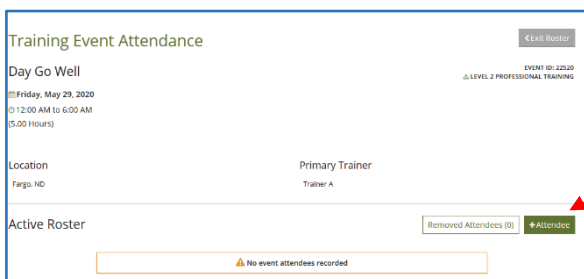 Training Event Attendance
Exit Roster
Day Go Well
EVENT ID: 22520
LEVEL 2 PROFESSIONAL TRAINING
Friday, May 29, 2020
12:00 AM to 6:00 AM
(5.00 Hours)
Location
Primary Trainer
Fargo, ND
Trainer A
Active Roster
Removed Attendees (0)
+Attendee
No event attendees recorded